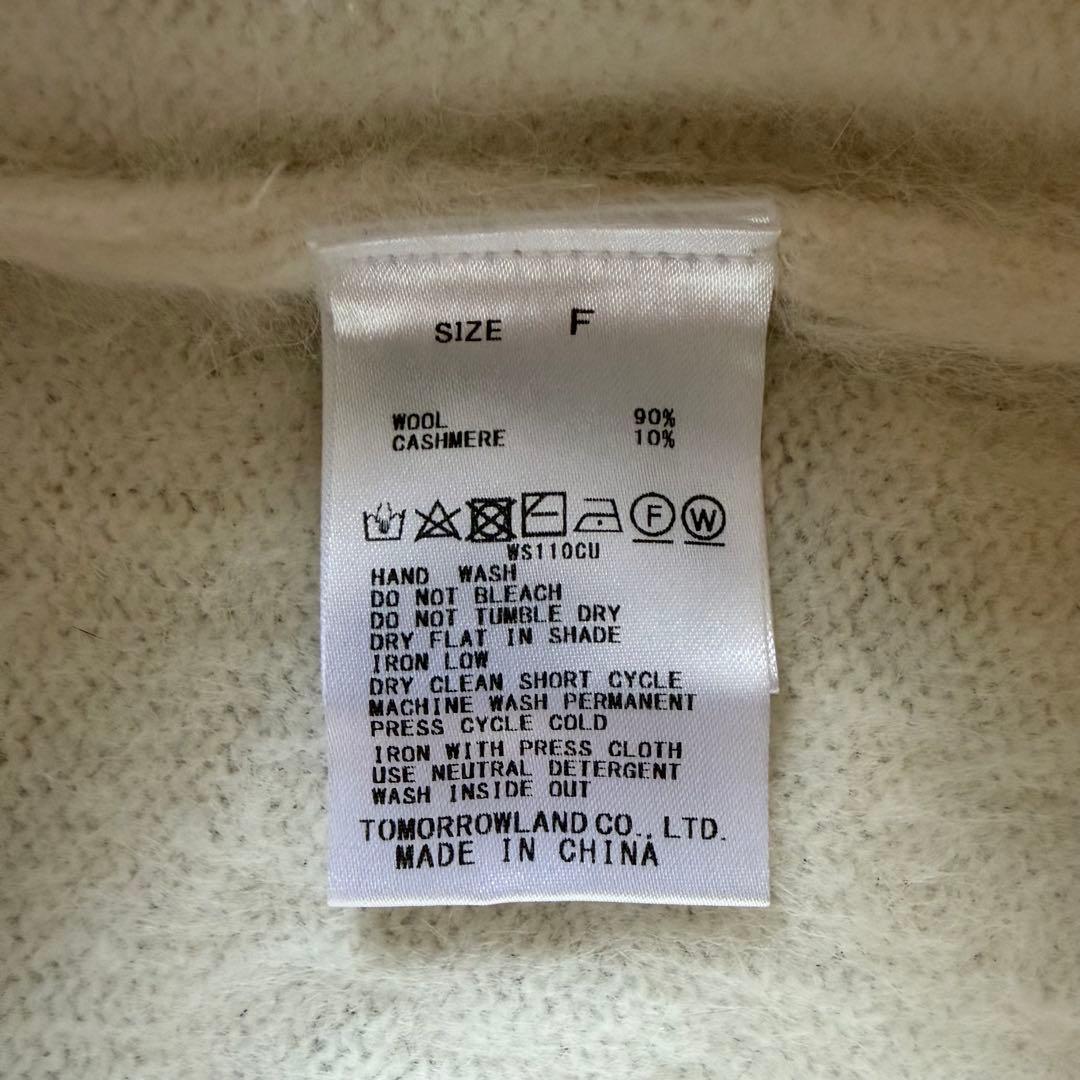 SIZE F
WOOL 90%
CASHMERE 10%
F W
WS110CU
HAND WASH
DO NOT BLEACH
DO NOT TUMBLE DRY
DRY FLAT IN SHADE
IRON LOW
DRY CLEAN SHORT CYCLE
MACHINE WASH PERMANENT
PRESS CYCLE COLD
IRON WITH PRESS CLOTH
USE NEUTRAL DETERGENT
WASH INSIDE OUT
TOMORROWLAND CO., LTD.
MADE IN CHINA